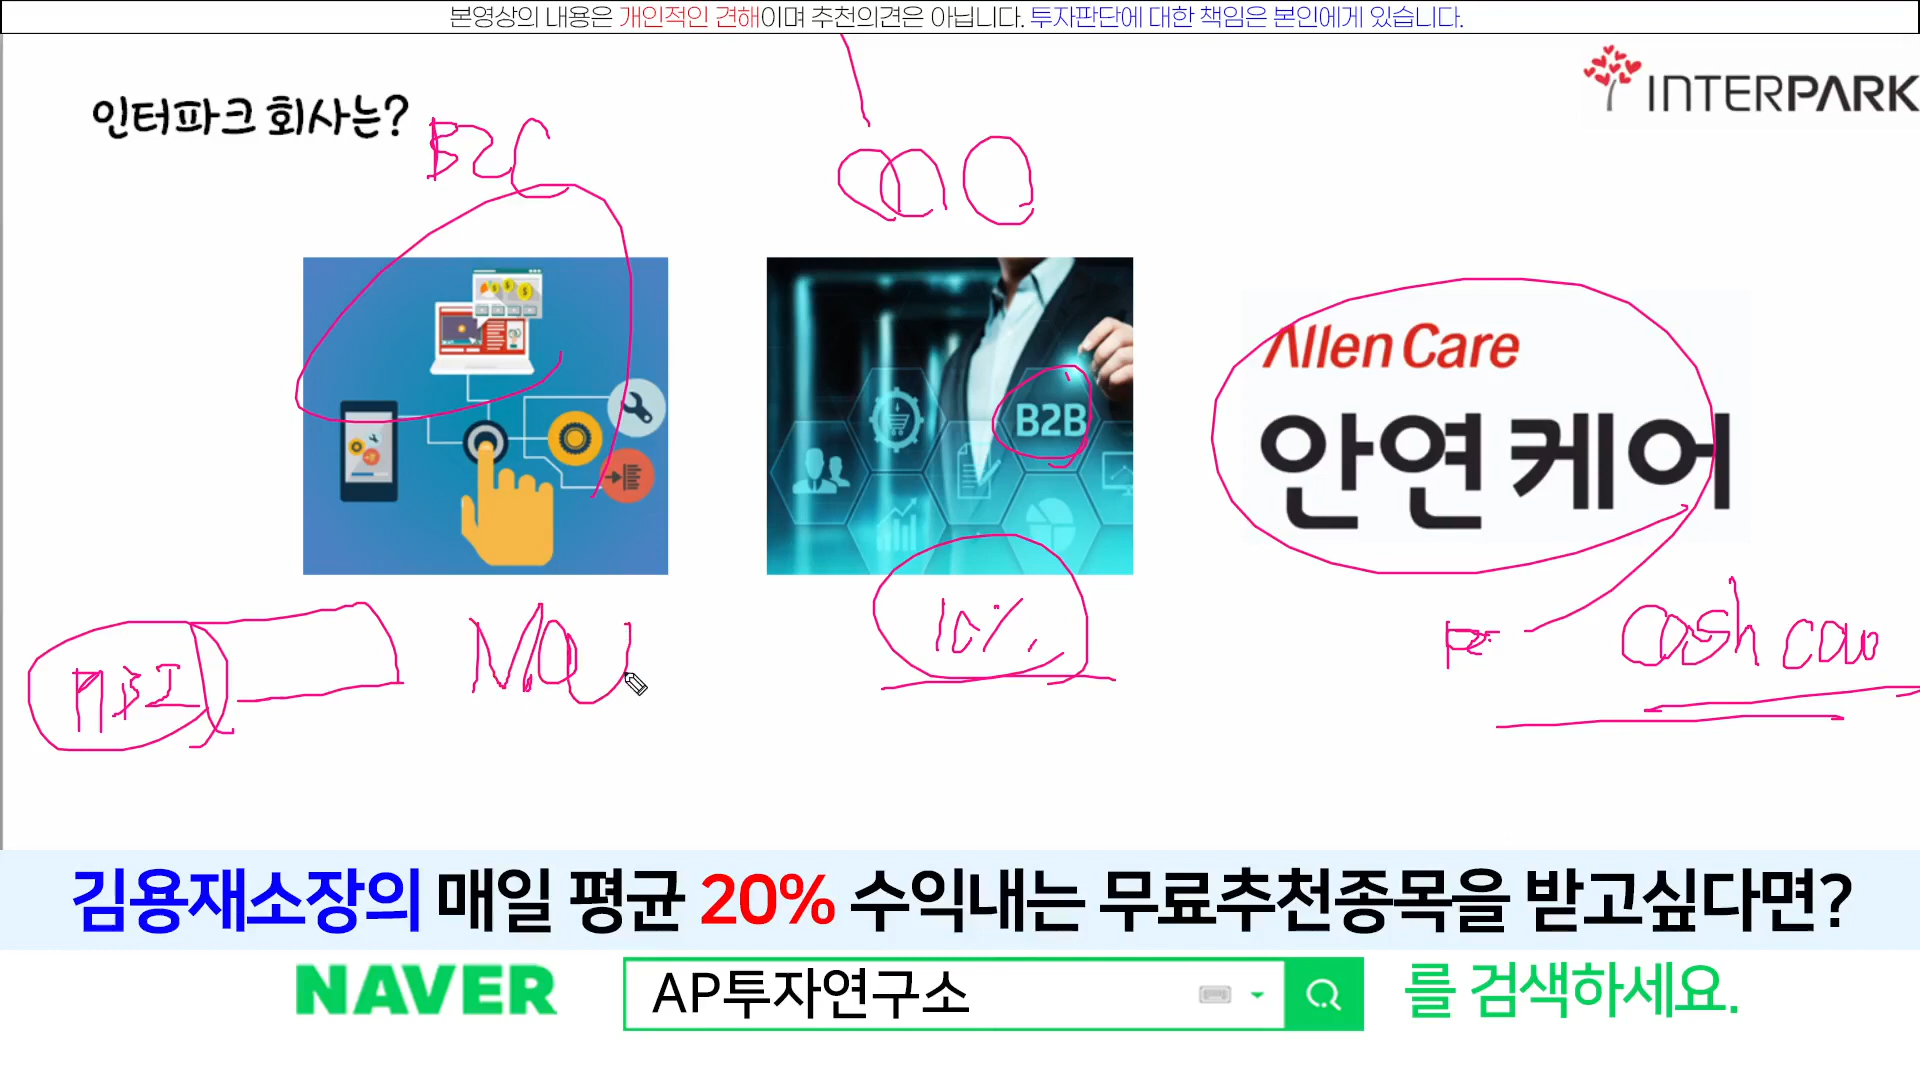 본영상의 내용은 개인적인 견해이며 추천의견은 아닙니다. 투자판단에 대한 책임은 본인에게 있습니다.
INTERPARK
인터파크 회사는?
B2C
B2B
Allen Care
안연케어
10%
cash cow
김용재소장의 매일 평균 20% 수익내는 무료추천종목을 받고싶다면?
NAVER AP투자연구소 를 검색하세요.